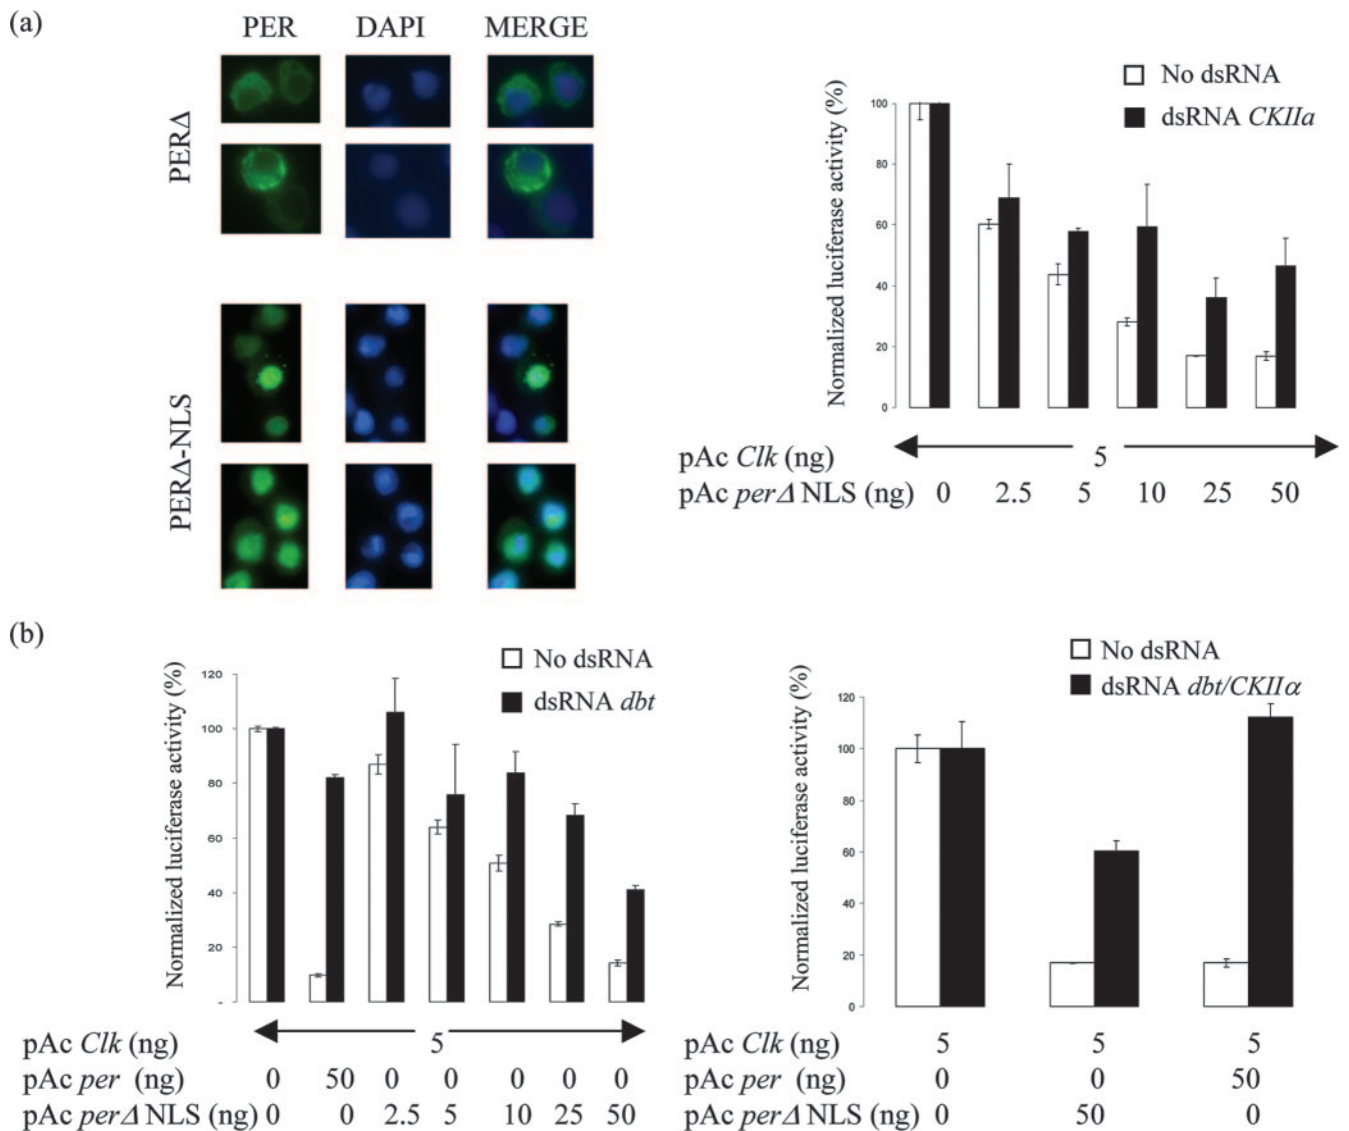 (a)
PER DAPI MERGE
PERΔ
PERΔ-NLS
No dsRNA
dsRNA CKIIa
Normalized luciferase activity (%)
100
80
60
40
20
0
pAc Clk (ng) 5
pAc perΔ NLS (ng) 0 2.5 5 10 25 50
(b)
No dsRNA
dsRNA dbt
Normalized luciferase activity (%)
120
100
80
60
40
20
-
pAc Clk (ng) 5
pAc per (ng) 0 50 0 0 0 0 0
pAc perΔ NLS (ng) 0 0 2.5 5 10 25 50
No dsRNA
dsRNA dbt/CKIIα
Normalized luciferase activity (%)
120
100
80
60
40
20
0
pAc Clk (ng) 5 5 5
pAc per (ng) 0 0 50
pAc perΔ NLS (ng) 0 50 0